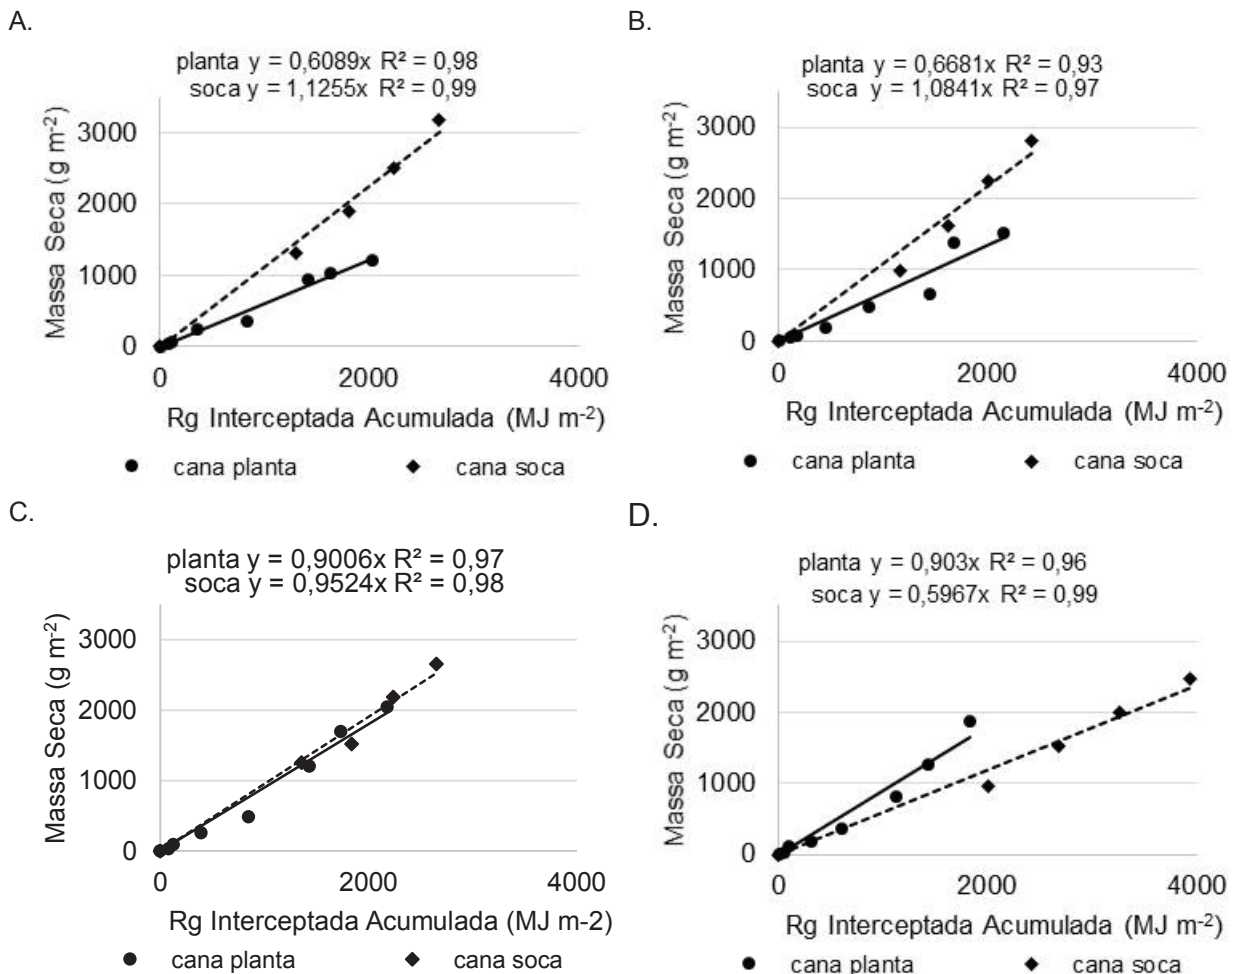 A.
planta y = 0,6089x R² = 0,98
soca y = 1,1255x R² = 0,99
Massa Seca (g m-2)
3000
2000
1000
0
0 2000 4000
Rg Interceptada Acumulada (MJ m-2)
cana planta cana soca
B.
planta y = 0,6681x R² = 0,93
soca y = 1,0841x R² = 0,97
Massa Seca (g m-2)
3000
2000
1000
0
0 2000 4000
Rg Interceptada Acumulada (MJ m-2)
cana planta cana soca
C.
planta y = 0,9006x R² = 0,97
soca y = 0,9524x R² = 0,98
Massa Seca (g m-2)
3000
2000
1000
0
0 2000 4000
Rg Interceptada Acumulada (MJ m-2)
cana planta cana soca
D.
planta y = 0,903x R² = 0,96
soca y = 0,5967x R² = 0,99
Massa Seca (g m-2)
3000
2000
1000
0
0 2000 4000
Rg Interceptada Acumulada (MJ m-2)
cana planta cana soca